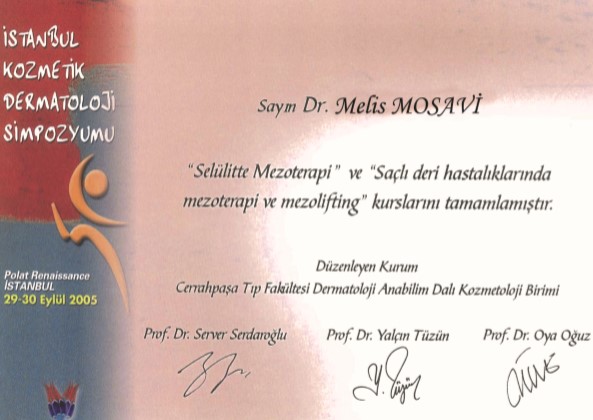 İSTANBUL
KOZMETİK
DERMATOLOJİ
SİMPOZYUMU
Polat Renaissance
İSTANBUL
29-30 Eylül 2005
Sayın Dr. Melis MOSAVİ
"Selülitte Mezoterapi" ve "Saçlı deri hastalıklarında
mezoterapi ve mezolifting" kurslarını tamamlamıştır.
Düzenleyen Kurum
Cerrahpaşa Tıp Fakültesi Dermatoloji Anabilim Dalı Kozmetoloji Birimi
Prof. Dr. Server Serdaroğlu Prof. Dr. Yalçın Tüzün Prof. Dr. Oya Oğuz